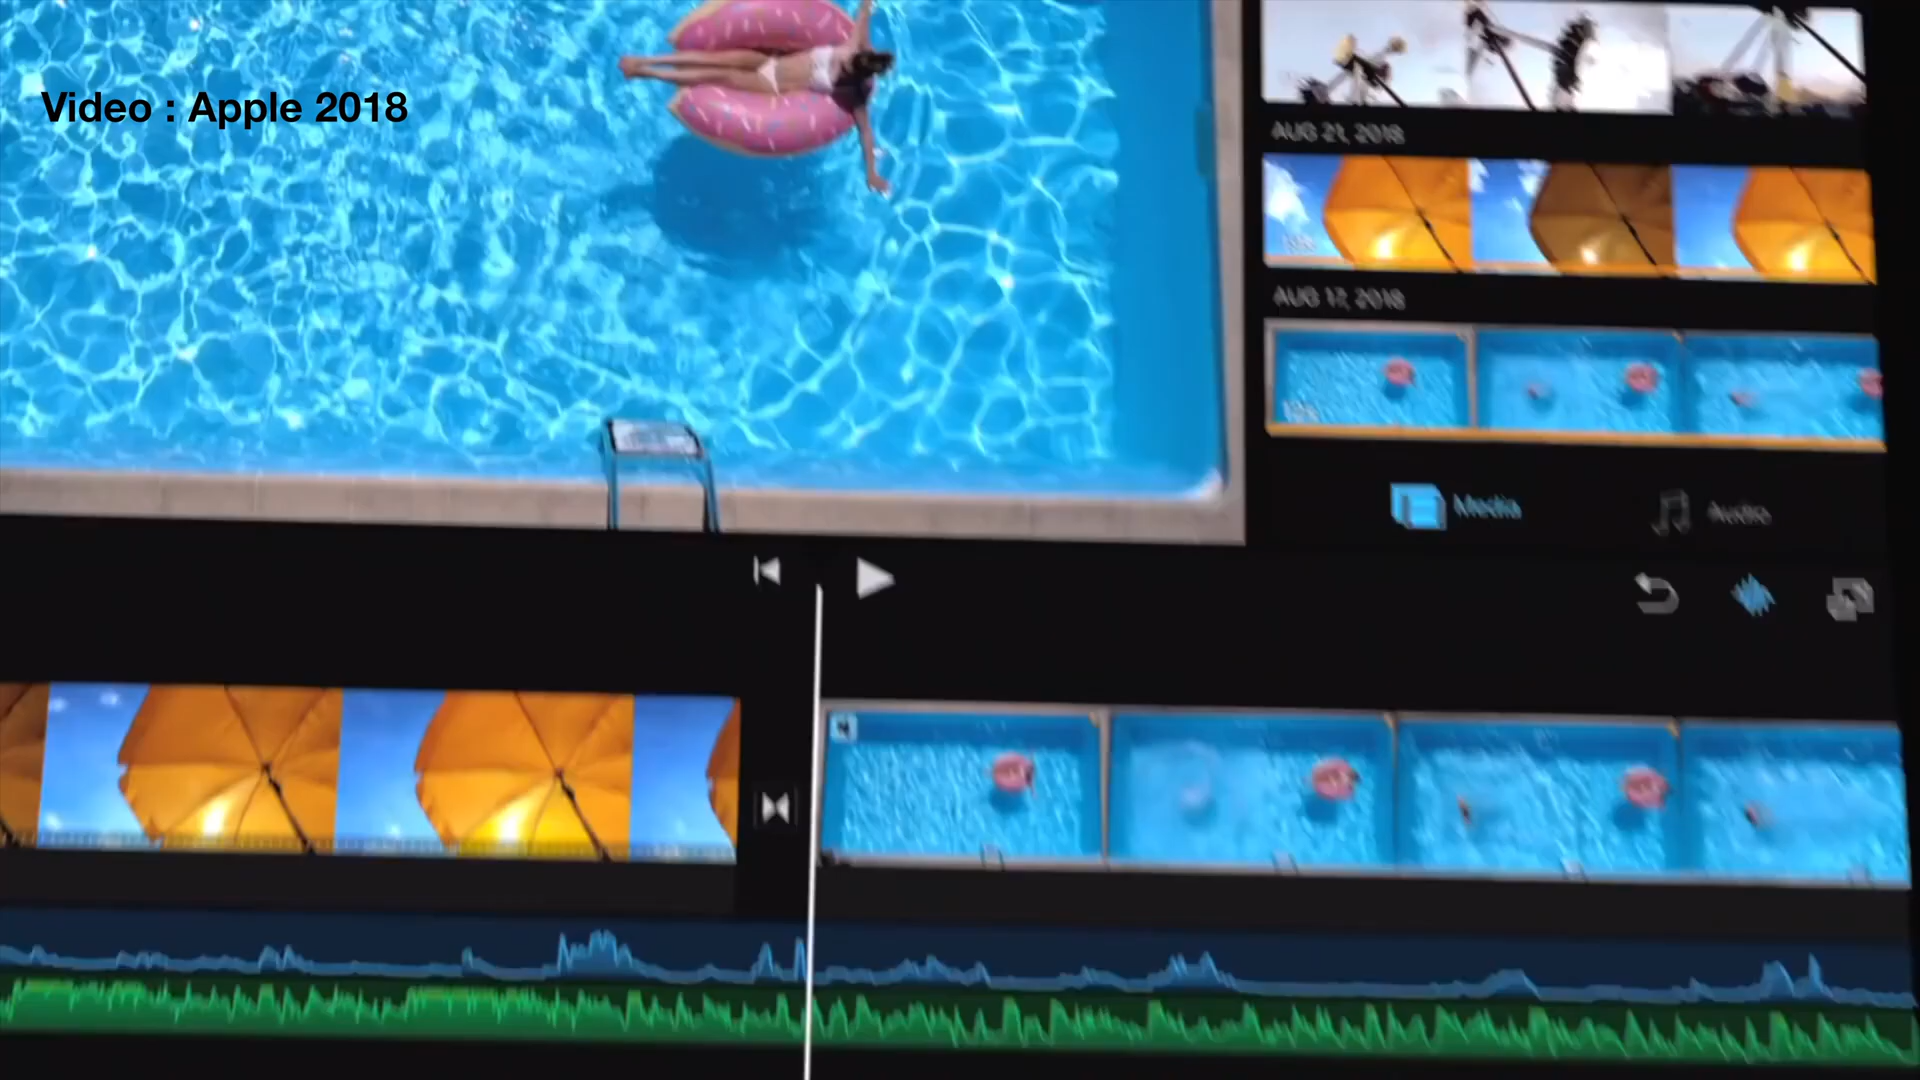 Video : Apple 2018
AUG 21, 2018
AUG 17, 2018
Media
Audio